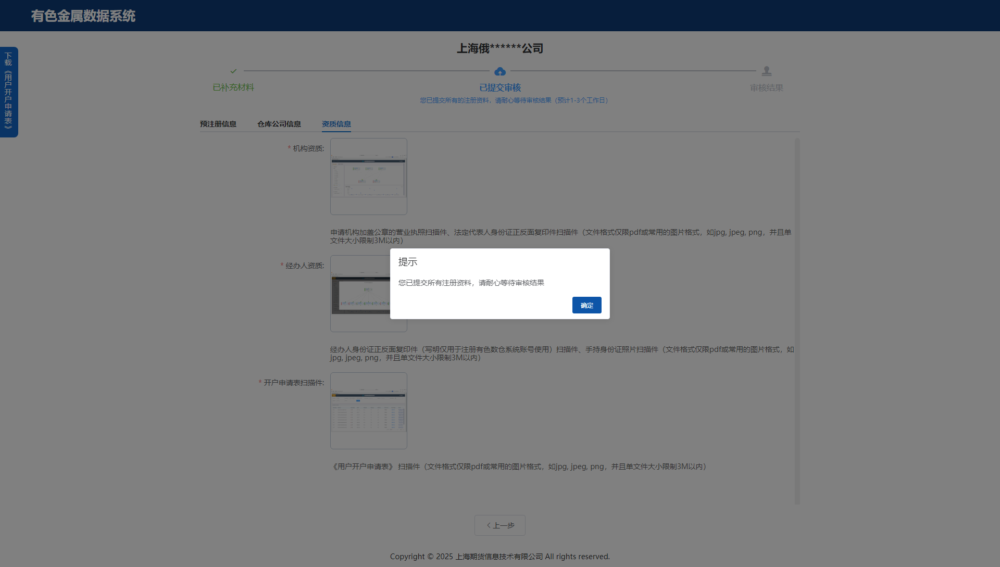 有色金属数据系统
下载《用户开户申请表》
上海俄******公司
已补充材料
已提交审核
审核结果
您已提交所有的注册资料，请耐心等待审核结果（预计1-3个工作日）
预注册信息
仓库公司信息
资质信息
* 机构资质:
申请机构加盖公章的营业执照扫描件、法定代表人身份证正反面复印件扫描件（文件格式仅限pdf或常用的图片格式，如jpg, jpeg, png，并且单
文件大小限制3M以内）
* 经办人资质:
提示
您已提交所有注册资料，请耐心等待审核结果
确定
经办人身份证正反面复印件（写明仅用于注册有色数仓系统账号使用）扫描件、手持身份证照片扫描件（文件格式仅限pdf或常用的图片格式，如
jpg, jpeg, png，并且单文件大小限制3M以内）
* 开户申请表扫描件:
《用户开户申请表》 扫描件（文件格式仅限pdf或常用的图片格式，如jpg, jpeg, png，并且单文件大小限制3M以内）
上一步
Copyright © 2025 上海期货信息技术有限公司 All rights reserved.